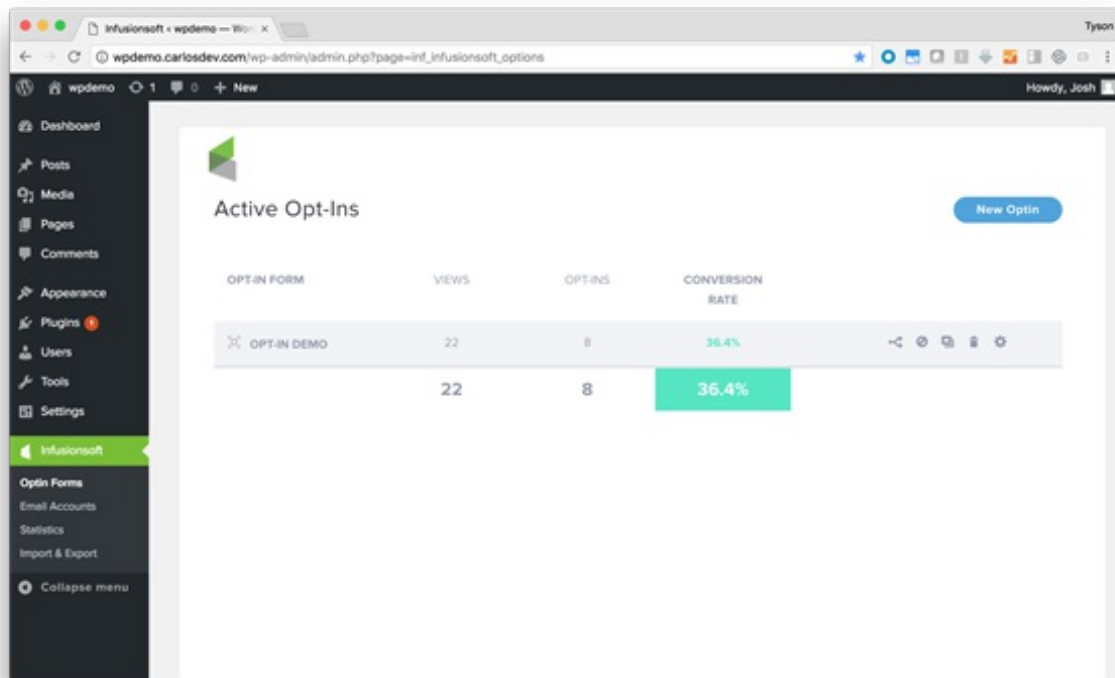 Infusionsoft ‹ wpdemo — Wor
Tyson
wpdemo.carlosdev.com/wp-admin/admin.php?page=inf_infusionsoft_options
wpdemo 1 0 + New
Howdy, Josh
Dashboard
Posts
Media
Pages
Comments
Appearance
Plugins 1
Users
Tools
Settings
Infusionsoft
Optin Forms
Email Accounts
Statistics
Import & Export
Collapse menu
Active Opt-Ins
New Optin
OPT-IN FORM VIEWS OPT-INS CONVERSION
RATE
OPT-IN DEMO 22 8 36.4%
22 8 36.4%